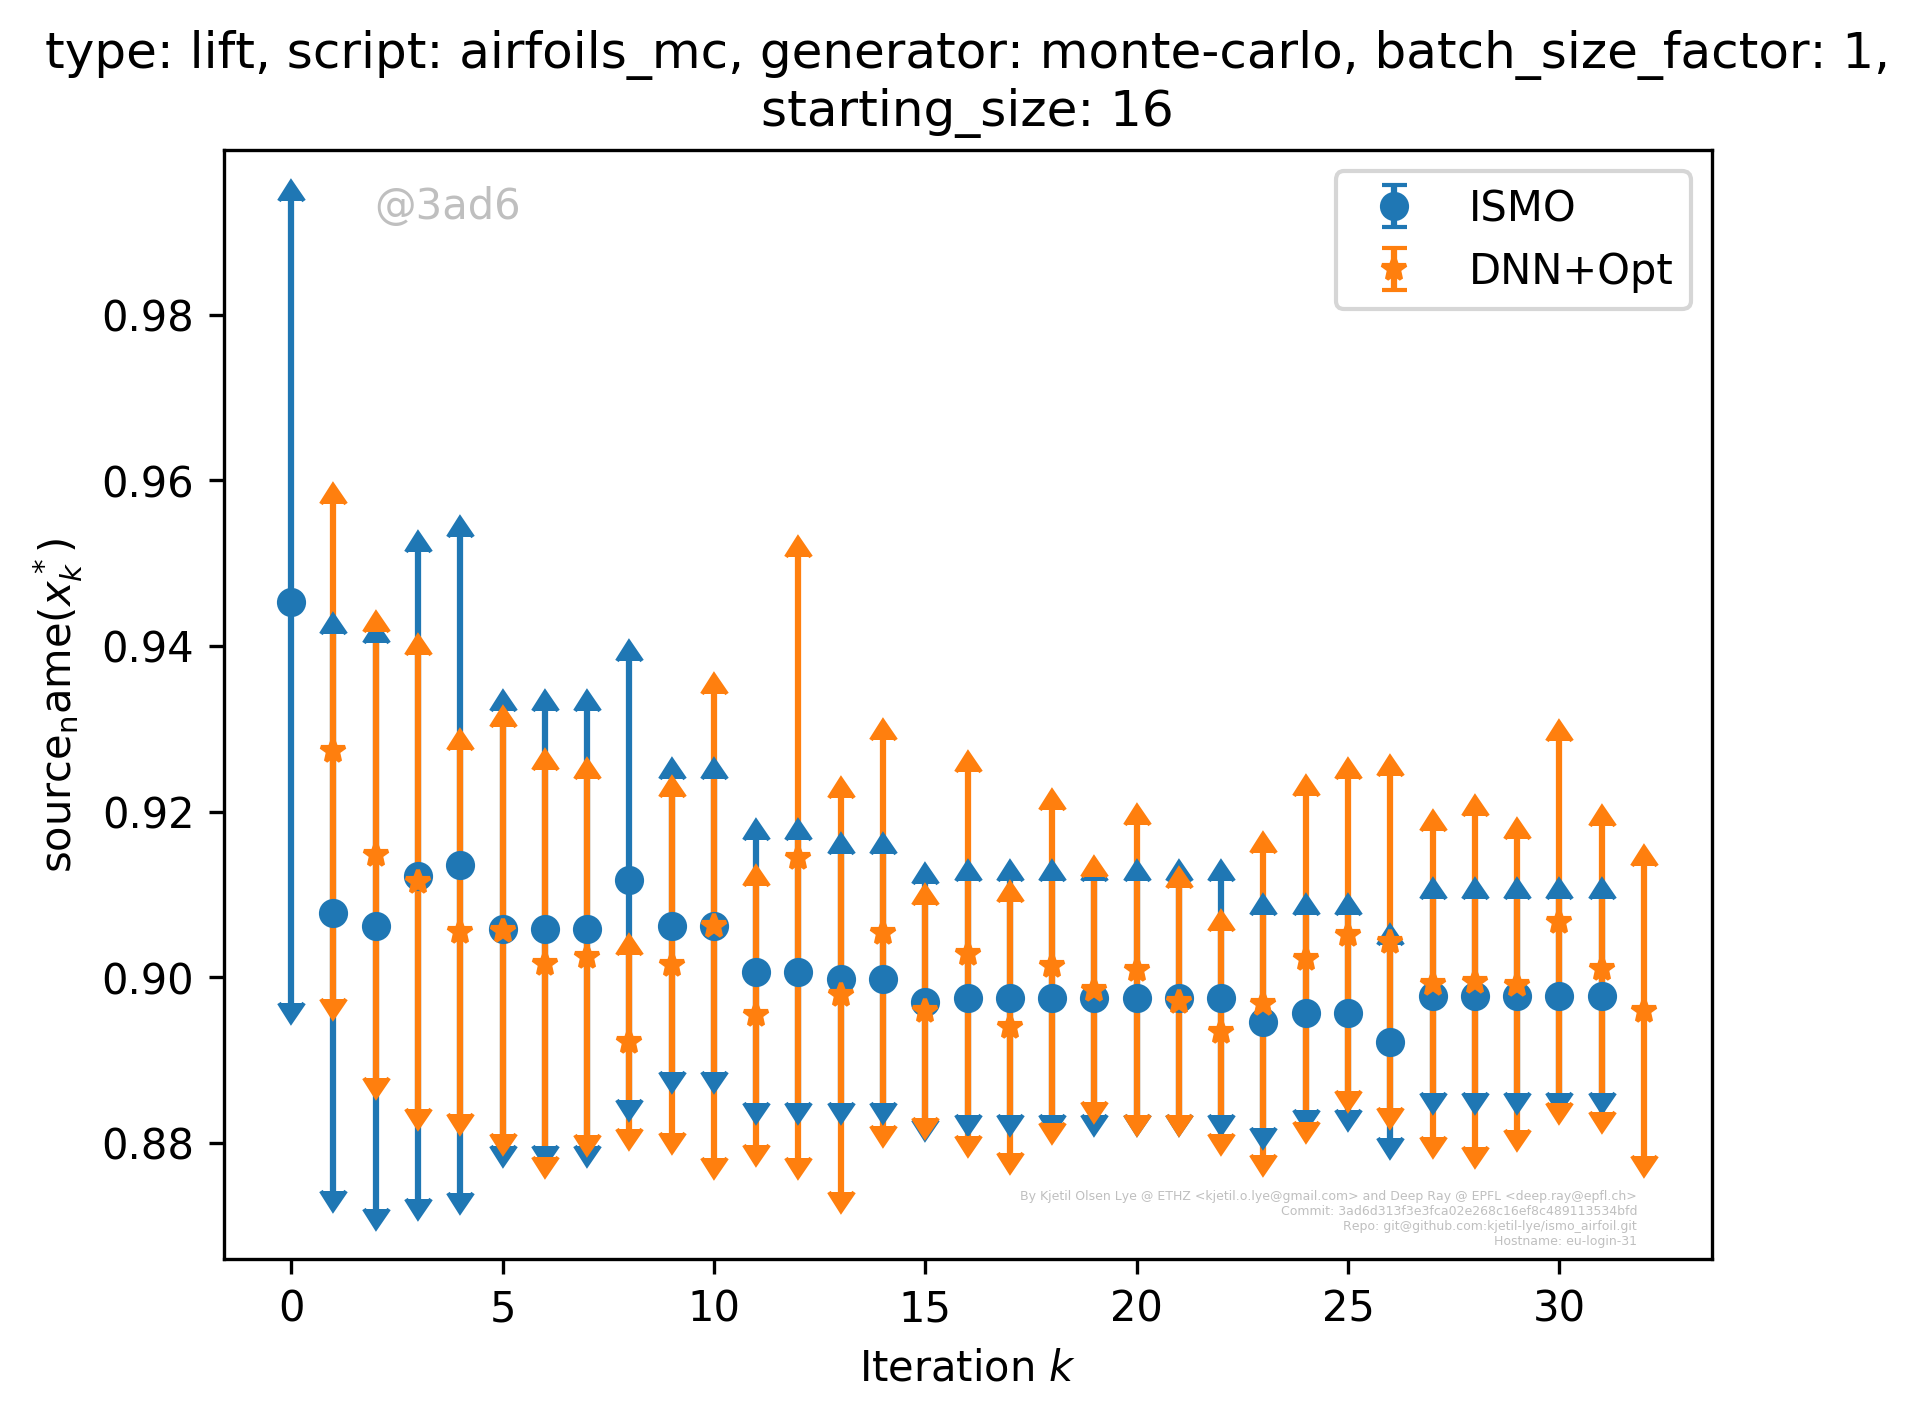 type: lift, script: airfoils_mc, generator: monte-carlo, batch_size_factor: 1,
starting_size: 16
@3ad6
ISMO
DNN+Opt
0.98
0.96
0.94
0.92
0.90
0.88
source_name(x_k^*)
By Kjetil Olsen Lye @ ETHZ <kjetil.o.lye@gmail.com> and Deep Ray @ EPFL <deep.ray@epfl.ch>
Commit: 3ad6d313f3e3fca02e268c16ef8c489113534bfd
Repo: git@github.com:kjetil-lye/ismo_airfoil.git
Hostname: eu-login-31
0 5 10 15 20 25 30
Iteration k